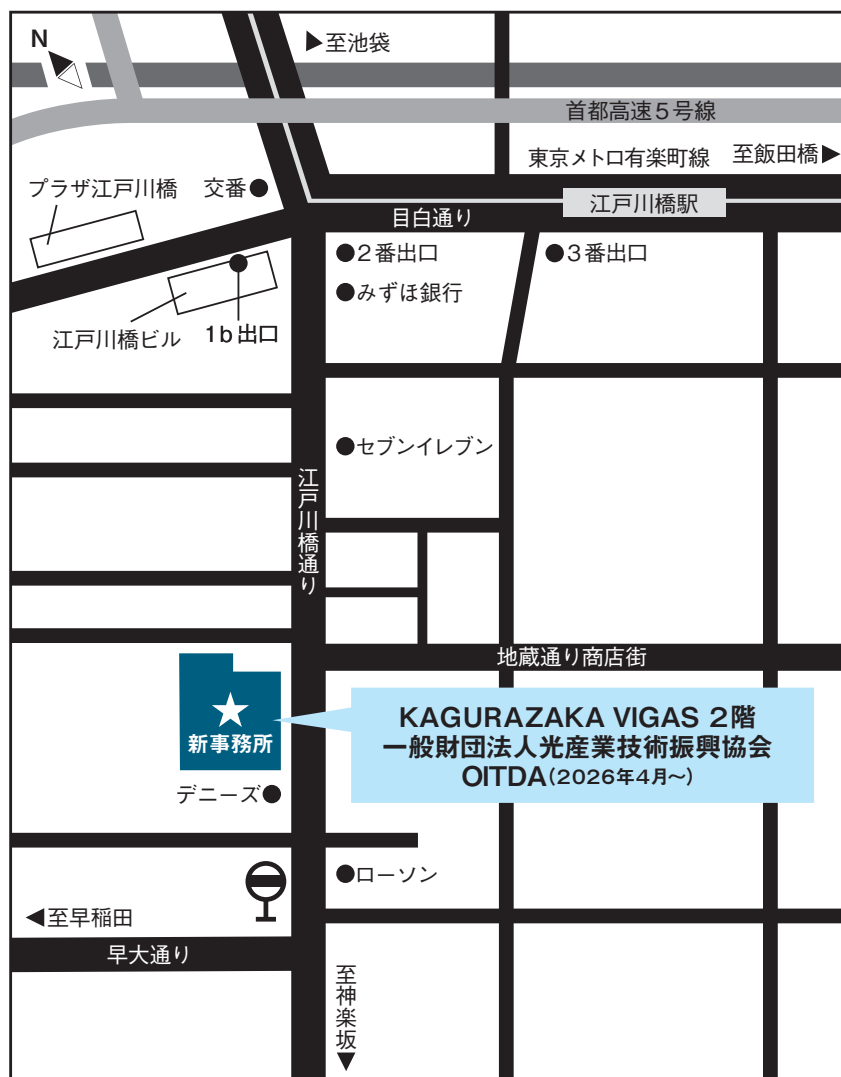 N
▶至池袋
首都高速5号線
東京メトロ有楽町線
至飯田橋▶
プラザ江戸川橋
交番●
江戸川橋駅
目白通り
●2番出口
●3番出口
●みずほ銀行
江戸川橋ビル
1b出口
●セブンイレブン
江戸川橋通り
地蔵通り商店街
新事務所
KAGURAZAKA VIGAS 2階
一般財団法人光産業技術振興協会
OITDA(2026年4月〜)
デニーズ●
●ローソン
◀至早稲田
早大通り
至神楽坂▼